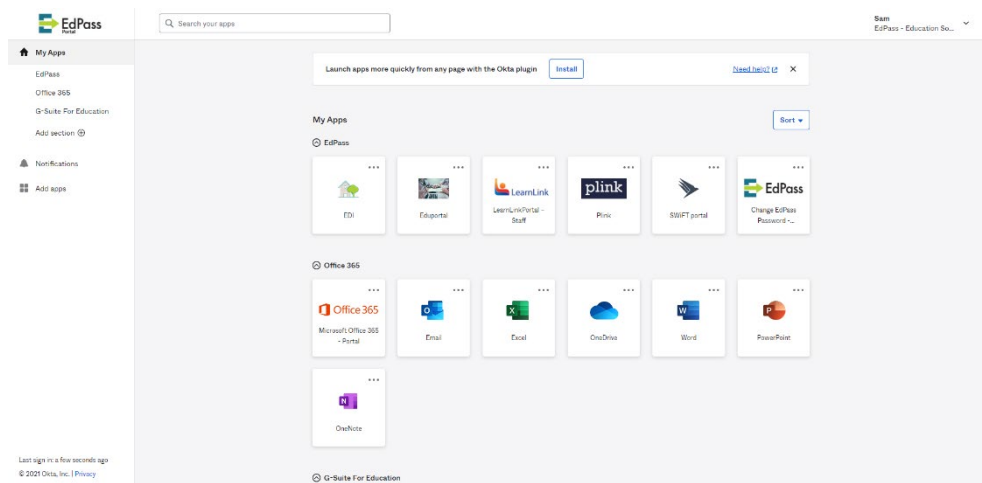 EdPass
Portal
Search your apps
Sam
EdPass - Education So...
My Apps
EdPass
Office 365
G-Suite For Education
Add section
Notifications
Add apps
Last sign in: a few seconds ago
© 2021 Okta, Inc. | Privacy
Launch apps more quickly from any page with the Okta plugin
Install
Need help?
My Apps
Sort
EdPass
EDI
Eduportal
LearnLink
LearnLinkPortal -
Staff
plink
Plink
SWiFT portal
EdPass
Change EdPass
Password -...
Office 365
Office 365
Microsoft Office 365
- Portal
Email
Excel
OneDrive
Word
PowerPoint
OneNote
G-Suite For Education